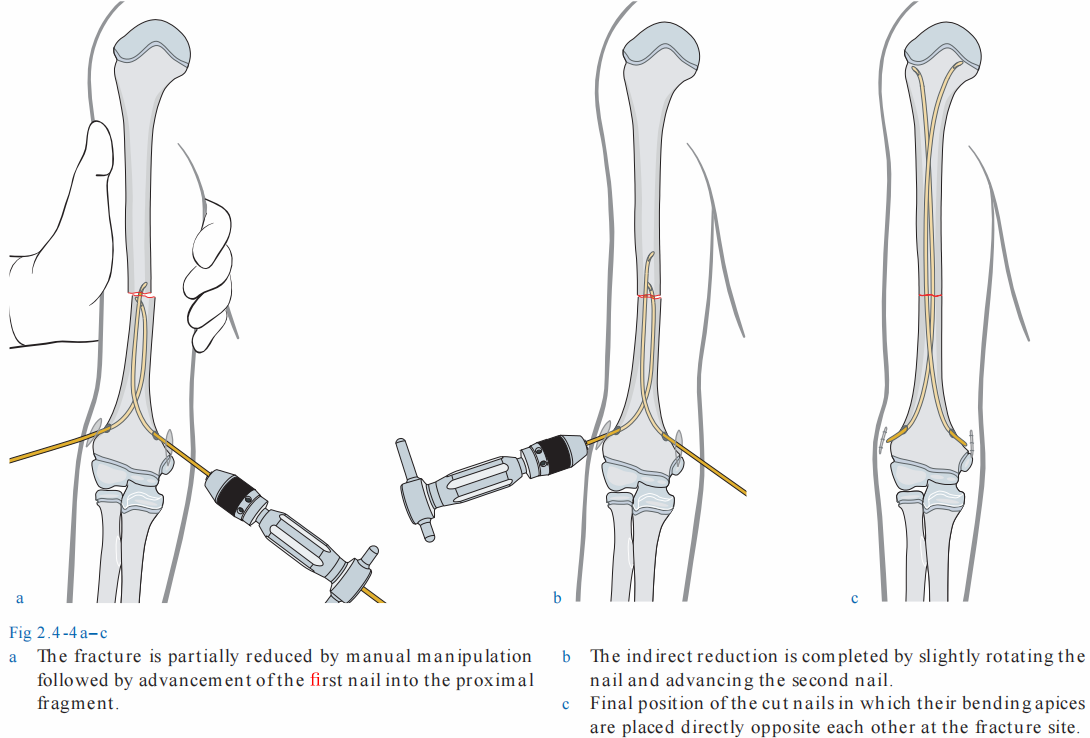 a
b
c
Fig 2.4-4a–c
a The fracture is partially reduced by manual manipulation
followed by advancement of the first nail into the proximal
fragment.
b The indirect reduction is completed by slightly rotating the
nail and advancing the second nail.
c Final position of the cut nails in which their bending apices
are placed directly opposite each other at the fracture site.